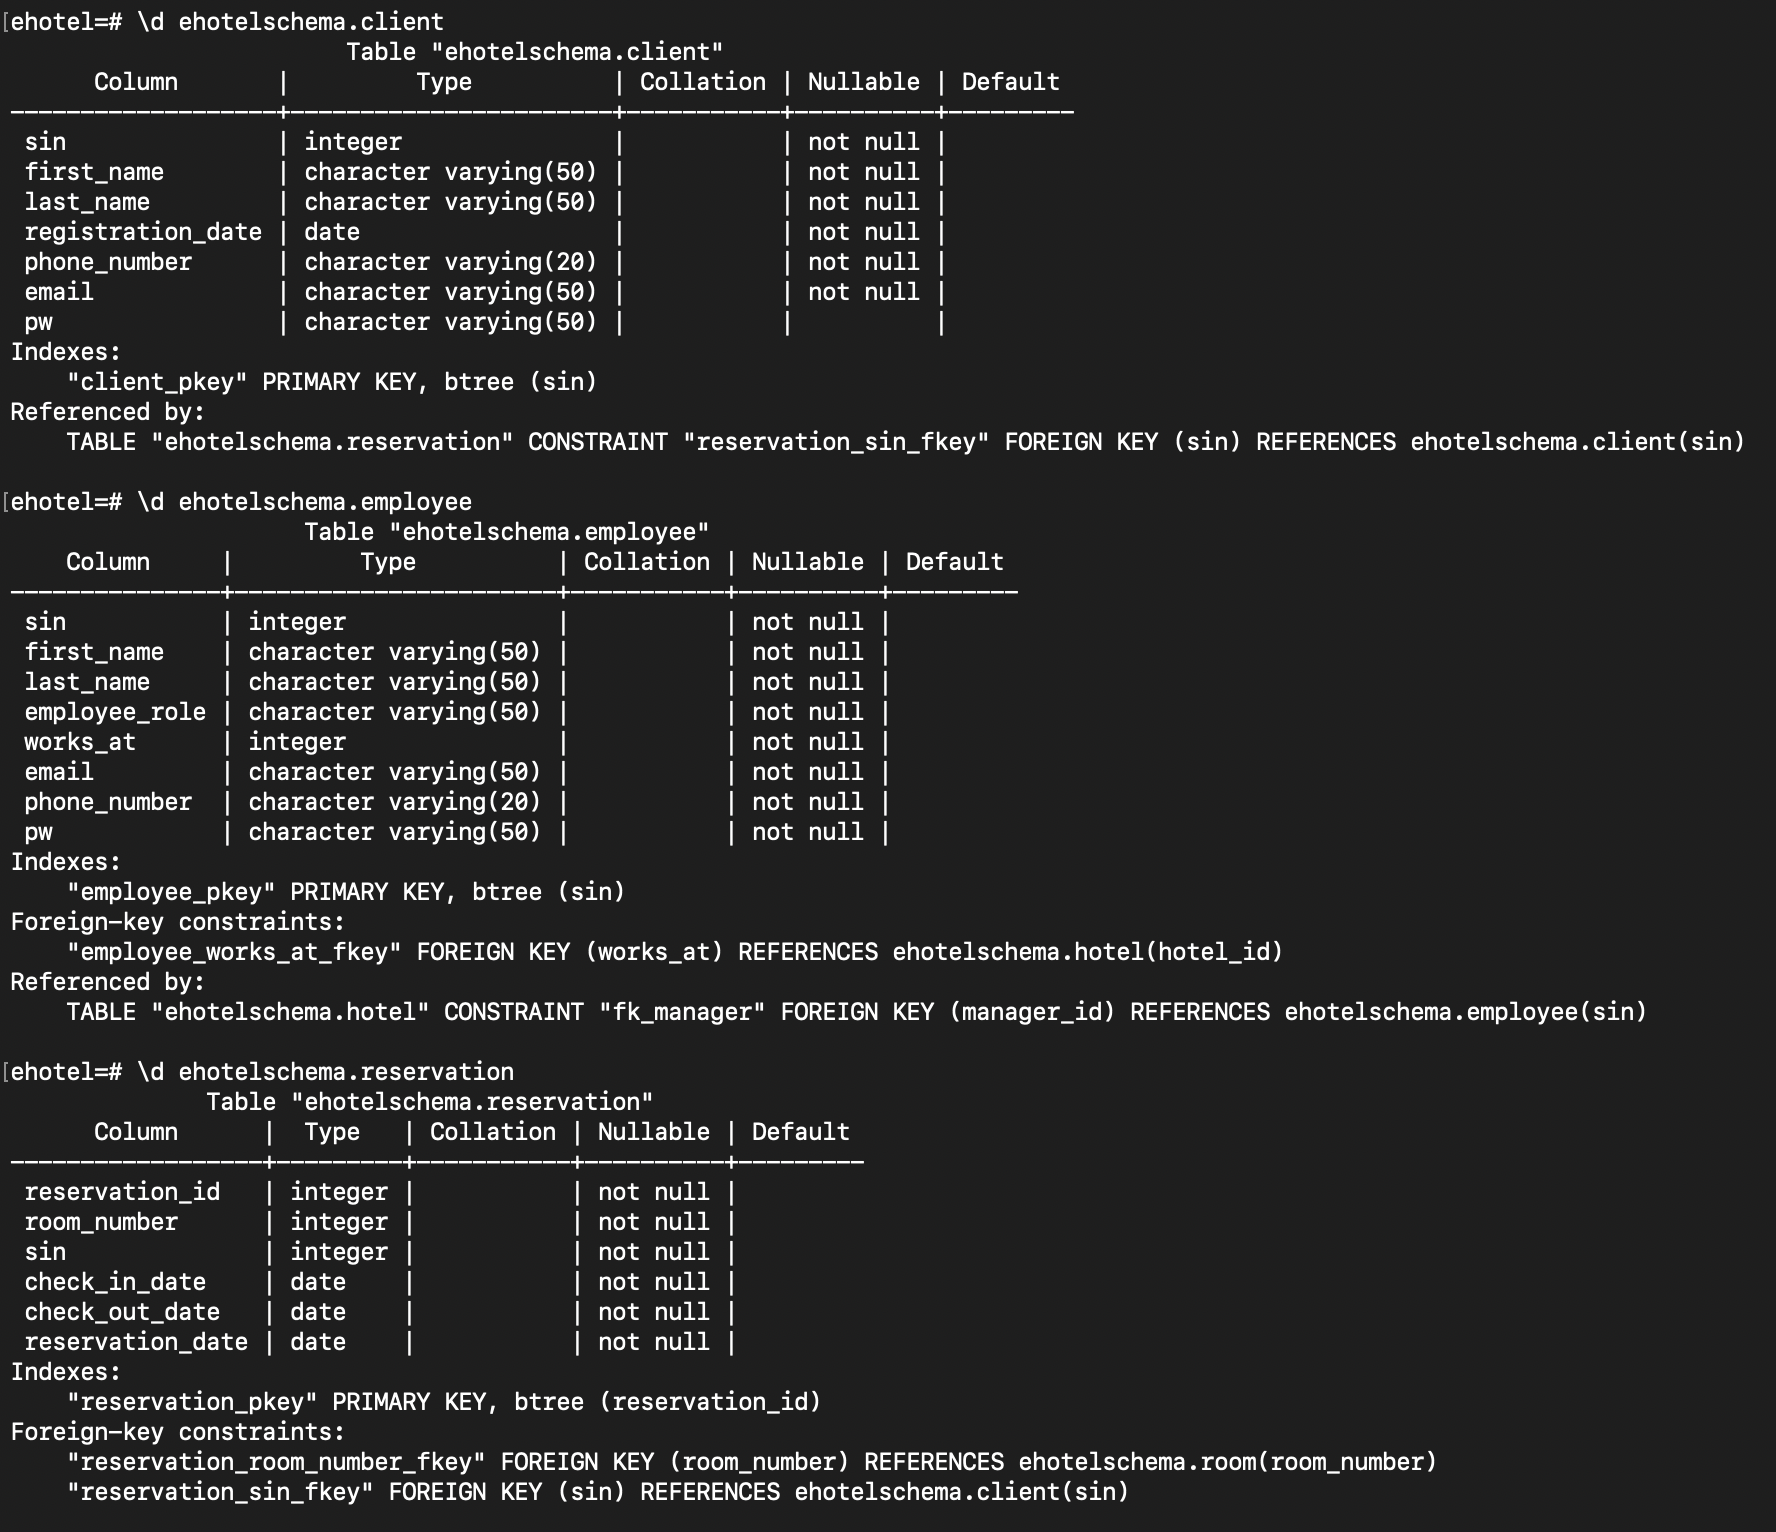 [ehotel=# \d ehotelschema.client
                        Table "ehotelschema.client"
      Column       |         Type          | Collation | Nullable | Default
-------------------+-----------------------+-----------+----------+---------
 sin               | integer               |           | not null |
 first_name        | character varying(50) |           | not null |
 last_name         | character varying(50) |           | not null |
 registration_date | date                  |           | not null |
 phone_number      | character varying(20) |           | not null |
 email             | character varying(50) |           | not null |
 pw                | character varying(50) |           |          |
Indexes:
    "client_pkey" PRIMARY KEY, btree (sin)
Referenced by:
    TABLE "ehotelschema.reservation" CONSTRAINT "reservation_sin_fkey" FOREIGN KEY (sin) REFERENCES ehotelschema.client(sin)

[ehotel=# \d ehotelschema.employee
                     Table "ehotelschema.employee"
    Column     |         Type          | Collation | Nullable | Default
---------------+-----------------------+-----------+----------+---------
 sin           | integer               |           | not null |
 first_name    | character varying(50) |           | not null |
 last_name     | character varying(50) |           | not null |
 employee_role | character varying(50) |           | not null |
 works_at      | integer               |           | not null |
 email         | character varying(50) |           | not null |
 phone_number  | character varying(20) |           | not null |
 pw            | character varying(50) |           | not null |
Indexes:
    "employee_pkey" PRIMARY KEY, btree (sin)
Foreign-key constraints:
    "employee_works_at_fkey" FOREIGN KEY (works_at) REFERENCES ehotelschema.hotel(hotel_id)
Referenced by:
    TABLE "ehotelschema.hotel" CONSTRAINT "fk_manager" FOREIGN KEY (manager_id) REFERENCES ehotelschema.employee(sin)

[ehotel=# \d ehotelschema.reservation
              Table "ehotelschema.reservation"
      Column      |  Type   | Collation | Nullable | Default
------------------+---------+-----------+----------+---------
 reservation_id   | integer |           | not null |
 room_number      | integer |           | not null |
 sin              | integer |           | not null |
 check_in_date    | date    |           | not null |
 check_out_date   | date    |           | not null |
 reservation_date | date    |           | not null |
Indexes:
    "reservation_pkey" PRIMARY KEY, btree (reservation_id)
Foreign-key constraints:
    "reservation_room_number_fkey" FOREIGN KEY (room_number) REFERENCES ehotelschema.room(room_number)
    "reservation_sin_fkey" FOREIGN KEY (sin) REFERENCES ehotelschema.client(sin)